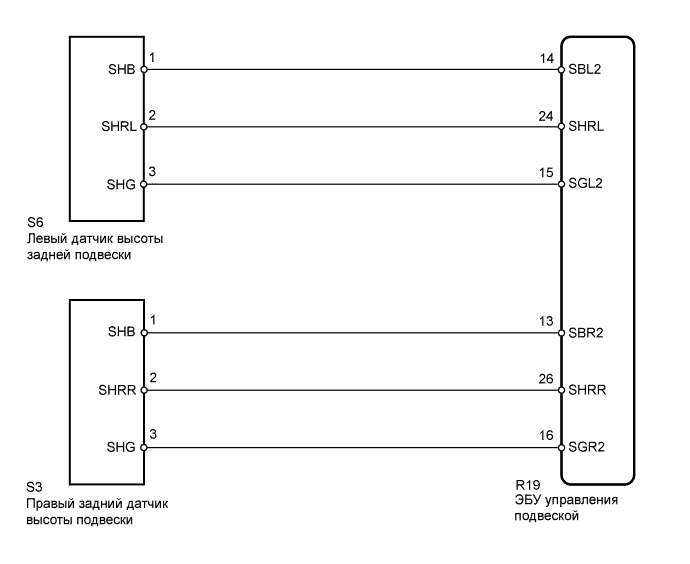 SHB 1 14 SBL2
SHRL 2 24 SHRL
SHG 3 15 SGL2
S6
Левый датчик высоты
задней подвески
SHB 1 13 SBR2
SHRR 2 26 SHRR
SHG 3 16 SGR2
S3
Правый задний датчик
высоты подвески
R19
ЭБУ управления
подвеской